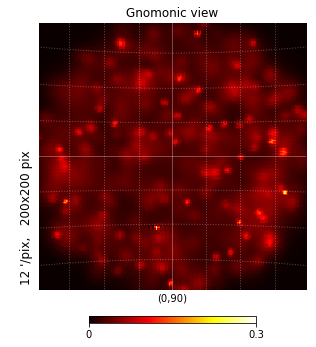 Gnomonic view
12 '/pix,   200x200 pix
(0,90)
0   0.3